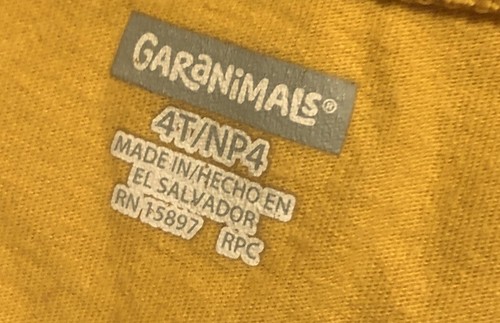 GARANIMALS®
4T/NP4
MADE IN/HECHO EN
EL SALVADOR
RN 15897 RPC